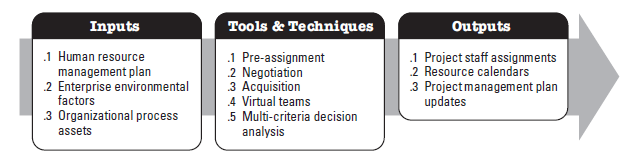 Inputs
.1 Human resource
management plan
.2 Enterprise environmental
factors
.3 Organizational process
assets
Tools & Techniques
.1 Pre-assignment
.2 Negotiation
.3 Acquisition
.4 Virtual teams
.5 Multi-criteria decision
analysis
Outputs
.1 Project staff assignments
.2 Resource calendars
.3 Project management plan
updates